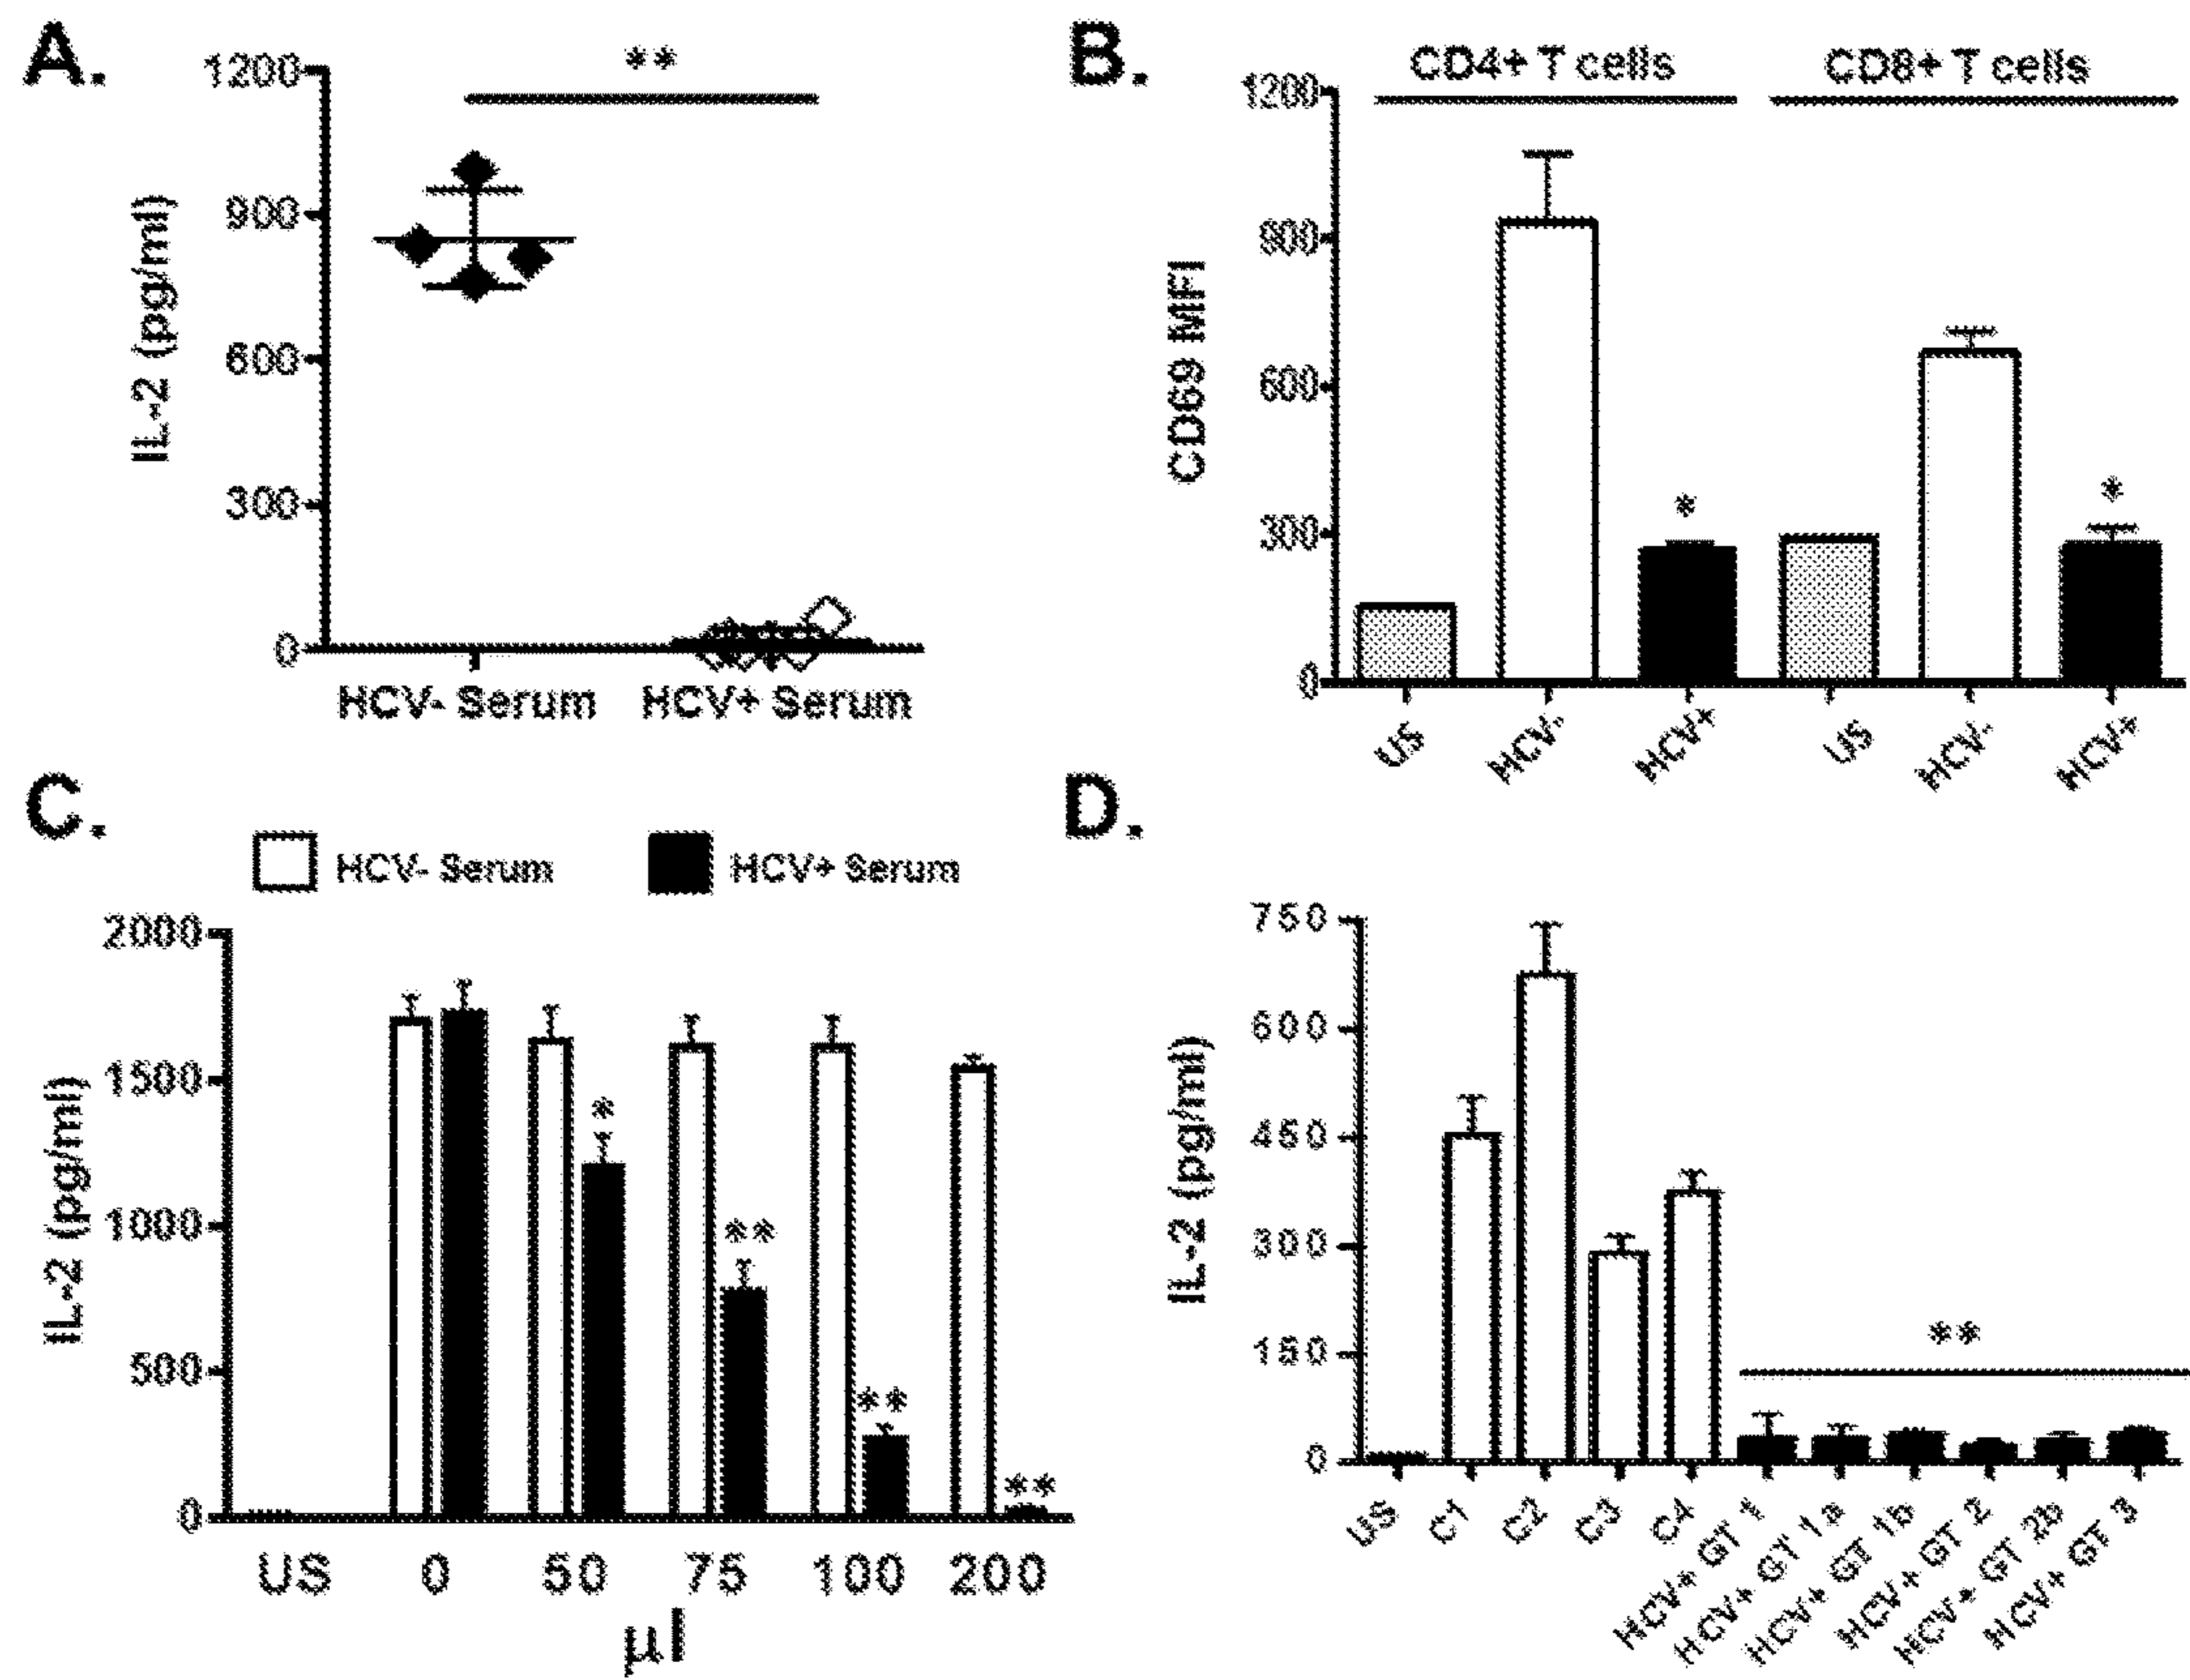 A.
**
1200
900
600
300
0
IL-2 (pg/ml)
HCV- Serum
HCV+ Serum
B.
CD4+ T cells
CD8+ T cells
1200
900
600
300
0
CD69 MFI
*
*
US
HCV-
HCV+
US
HCV-
HCV+
C.
HCV- Serum
HCV+ Serum
2000
1500
1000
500
0
IL-2 (pg/ml)
*
**
**
**
US
0
50
75
100
200
µl
D.
750
600
450
300
150
0
IL-2 (pg/ml)
**
US
C1
C2
C3
C4
HCV+ GT 1
HCV+ GT 1a
HCV+ GT 1b
HCV+ GT 2
HCV+ GT 2b
HCV+ GT 3